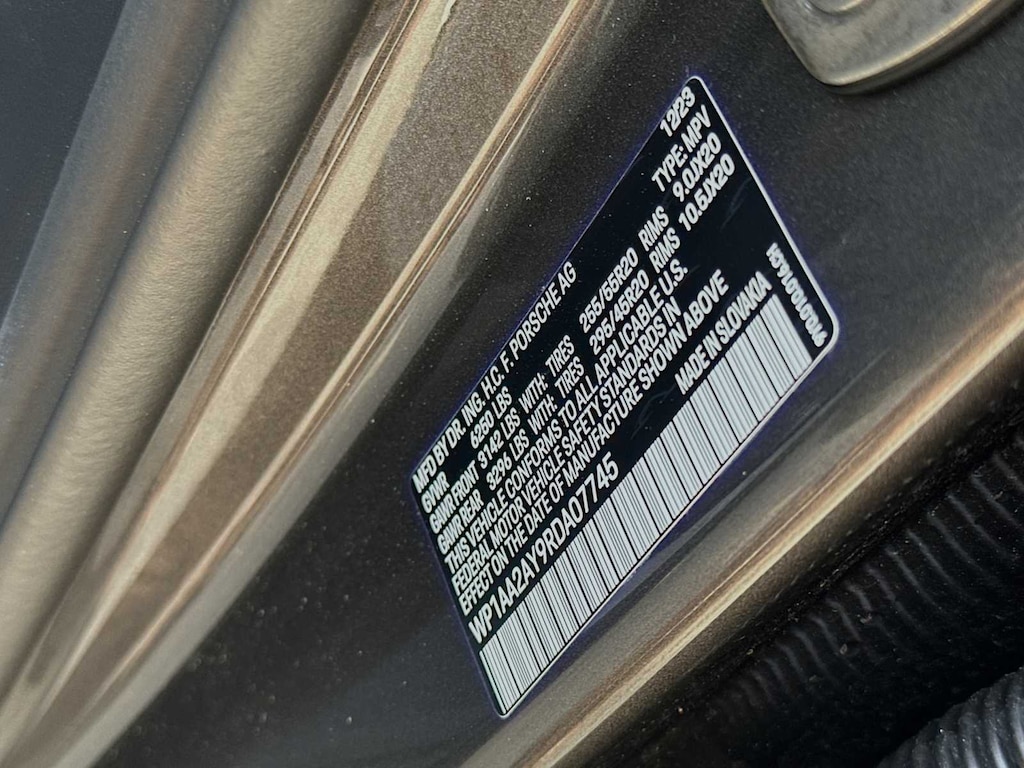 MFD BY DR. ING. H.C. F. PORSCHE AG 12/23
GVWR 6250 LBS TYPE: MPV
GAWR FRONT 3142 LBS WITH: TIRES 255/55R20 RIMS 9.0JX20
GAWR REAR 3296 LBS WITH: TIRES 295/45R20 RIMS 10.5JX20
THIS VEHICLE CONFORMS TO ALL APPLICABLE U.S.
FEDERAL MOTOR VEHICLE SAFETY STANDARDS IN
EFFECT ON THE DATE OF MANUFACTURE SHOWN ABOVE
WP1AA2AY9RDA07745 MADE IN SLOVAKIA